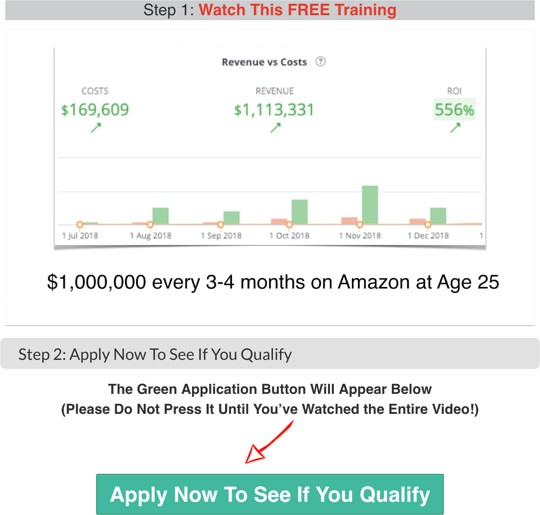 Step 1: Watch This FREE Training
Revenue vs Costs ?
COSTS REVENUE ROI
$169,609 $1,113,331 556%
1 Jul 2018 1 Aug 2018 1 Sep 2018 1 Oct 2018 1 Nov 2018 1 Dec 2018 1
$1,000,000 every 3-4 months on Amazon at Age 25
Step 2: Apply Now To See If You Qualify
The Green Application Button Will Appear Below
(Please Do Not Press It Until You've Watched the Entire Video!)
Apply Now To See If You Qualify